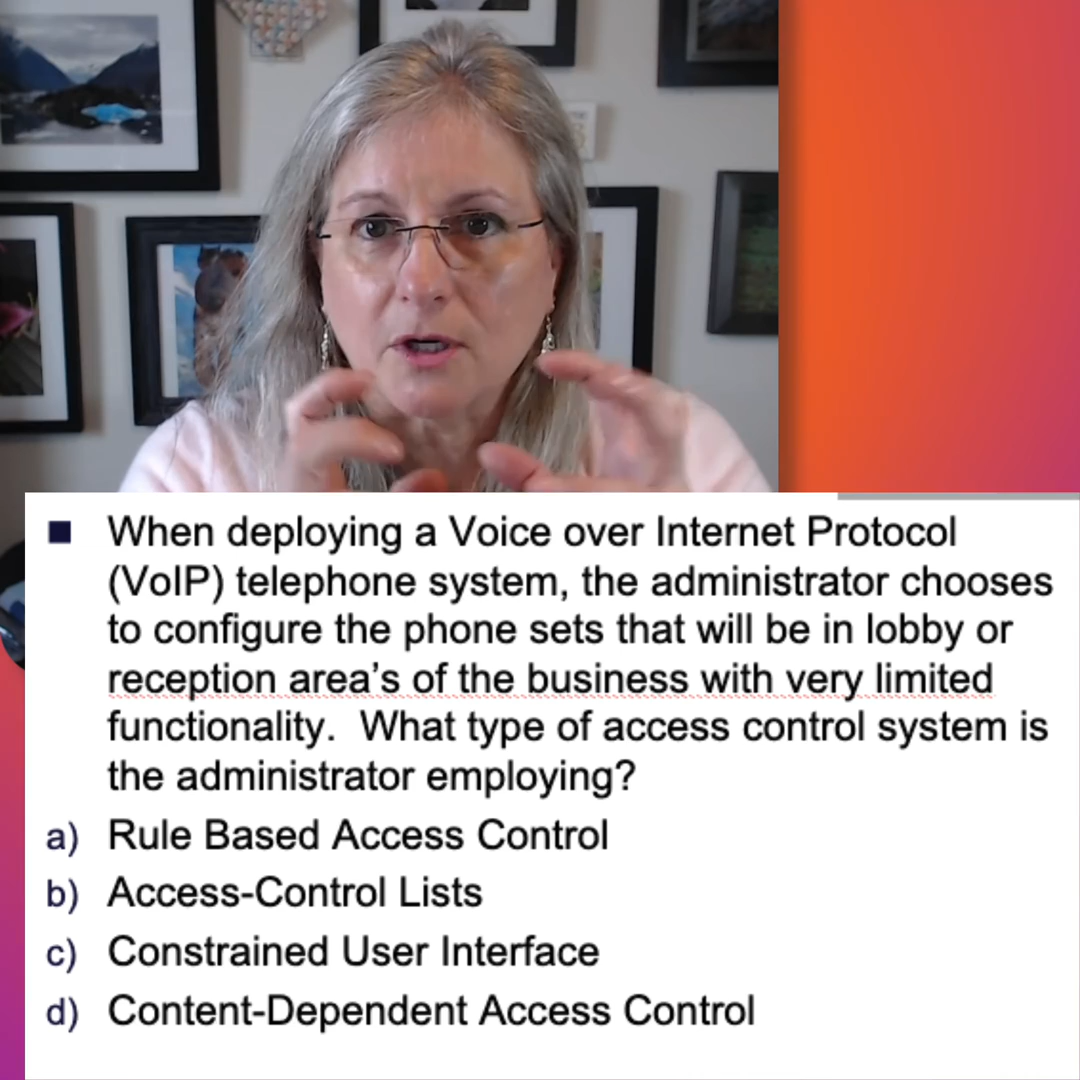 When deploying a Voice over Internet Protocol
(VoIP) telephone system, the administrator chooses
to configure the phone sets that will be in lobby or
reception area's of the business with very limited
functionality.  What type of access control system is
the administrator employing?
a) Rule Based Access Control
b) Access-Control Lists
c) Constrained User Interface
d) Content-Dependent Access Control